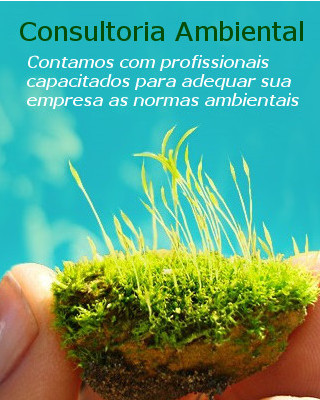 Consultoria Ambiental
Contamos com profissionais
capacitados para adequar sua
empresa as normas ambientais